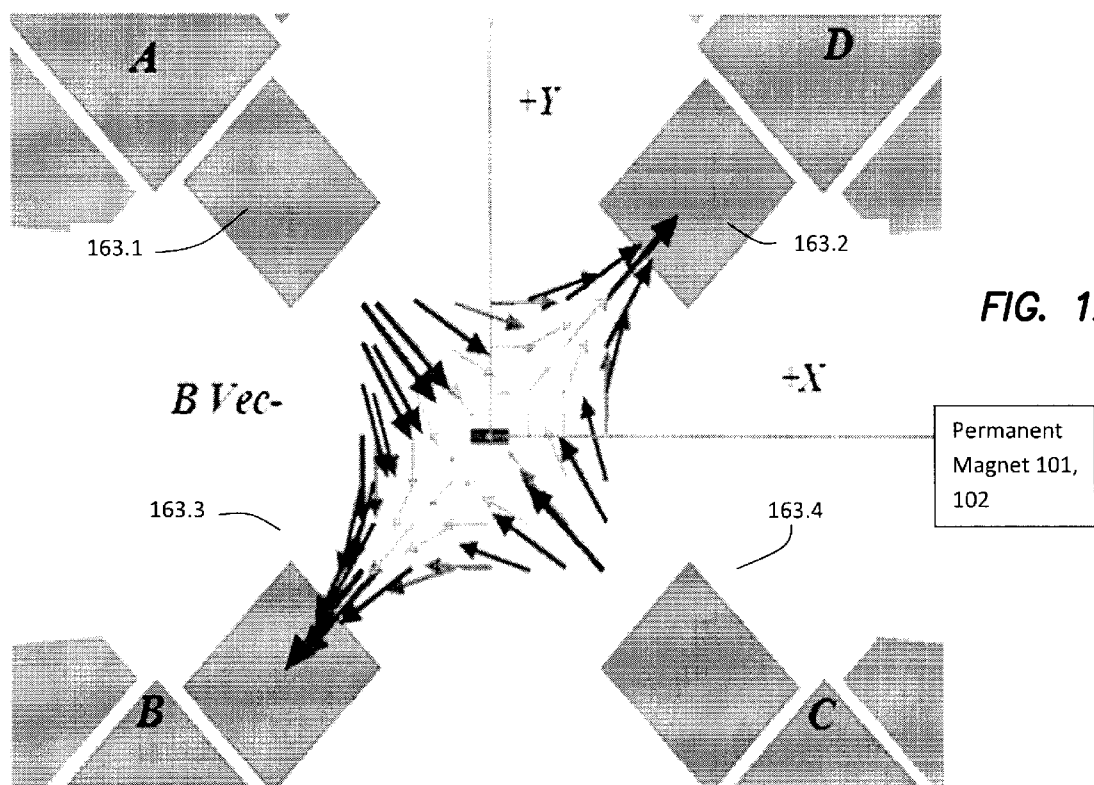 A
D
+Y
163.1
163.2
FIG. 1
B Vec-
+X
Permanent
Magnet 101,
102
163.3
163.4
B
C